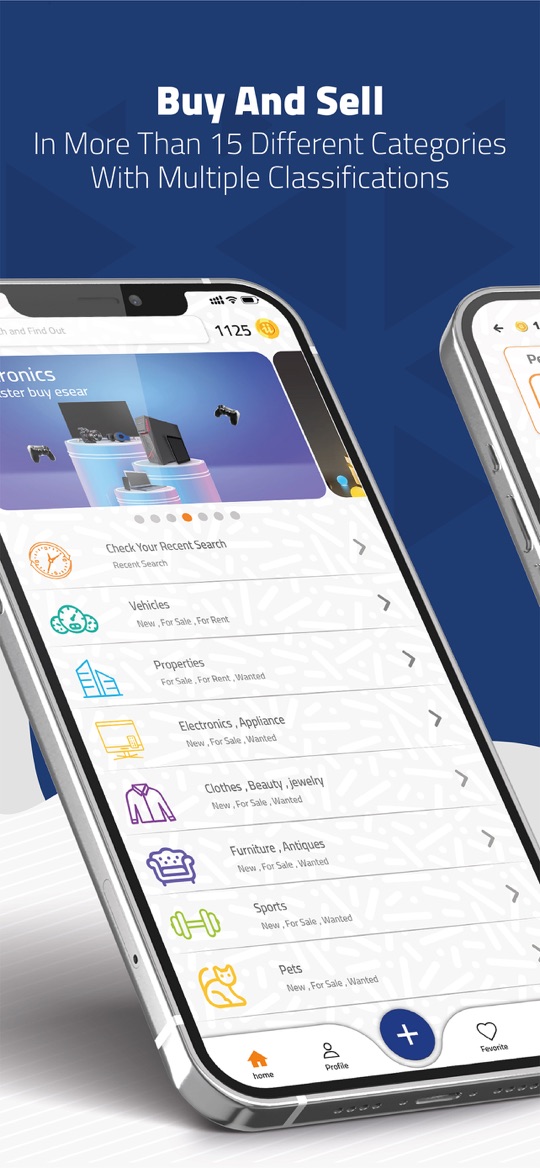 Buy And Sell
In More Than 15 Different Categories
With Multiple Classifications
and Find Out
1125
buy esear
Check Your Recent Search
Recent Search
Vehicles
New ,For Sale , For Rent
Properties
For Sale , For Rent , Wanted
Electronics , Appliance
New , For Sale , Wanted
Clothes , Beauty , jewelry
New , For Sale , Wanted
Furniture , Antiques
New , For Sale , Wanted
Sports
New , For Sale , Wanted
Pets
New , For Sale , Wanted
home
Profile
Fevorite